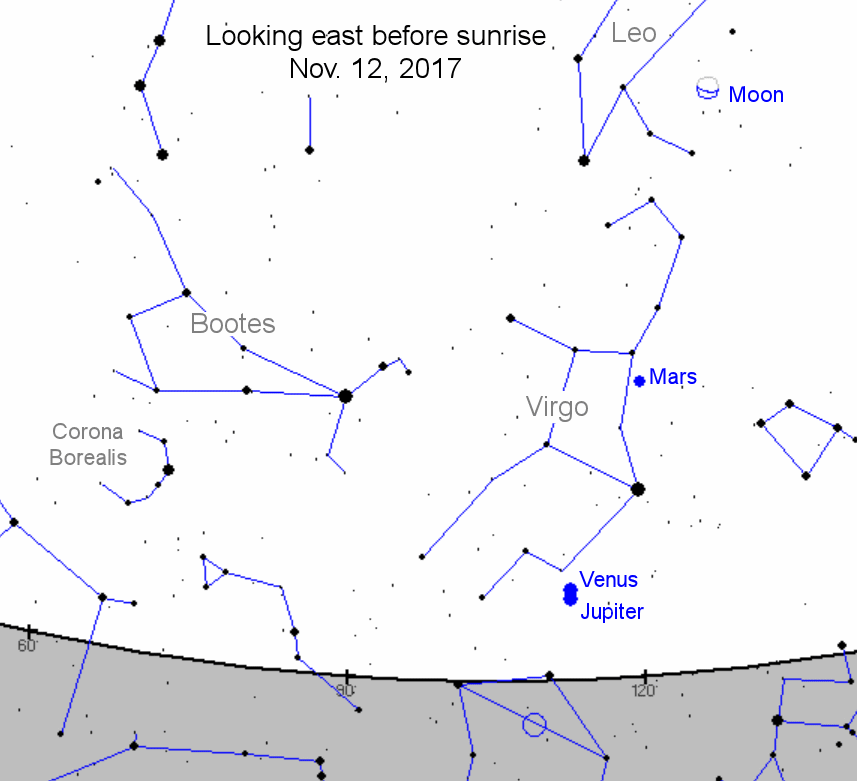 Looking east before sunrise
Nov. 12, 2017
Leo
Moon
Bootes
Mars
Virgo
Corona
Borealis
Venus
Jupiter
60°
90°
120°